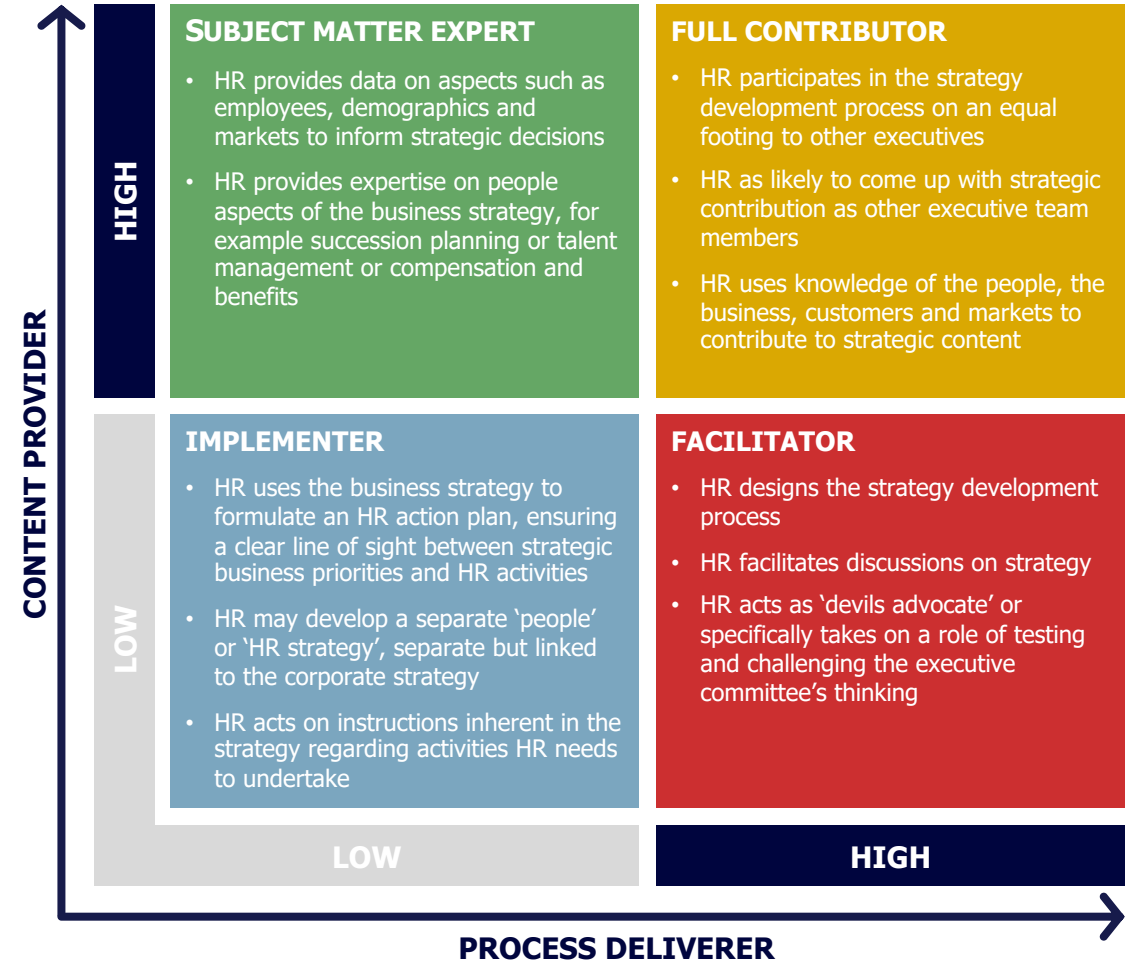 CONTENT PROVIDER
HIGH
SUBJECT MATTER EXPERT
• HR provides data on aspects such as
employees, demographics and
markets to inform strategic decisions
• HR provides expertise on people
aspects of the business strategy, for
example succession planning or talent
management or compensation and
benefits
FULL CONTRIBUTOR
• HR participates in the strategy
development process on an equal
footing to other executives
• HR as likely to come up with strategic
contribution as other executive team
members
• HR uses knowledge of the people, the
business, customers and markets to
contribute to strategic content
LOW
IMPLEMENTER
• HR uses the business strategy to
formulate an HR action plan, ensuring
a clear line of sight between strategic
business priorities and HR activities
• HR may develop a separate ‘people’
or ‘HR strategy’, separate but linked
to the corporate strategy
• HR acts on instructions inherent in the
strategy regarding activities HR needs
to undertake
FACILITATOR
• HR designs the strategy development
process
• HR facilitates discussions on strategy
• HR acts as ‘devils advocate’ or
specifically takes on a role of testing
and challenging the executive
committee’s thinking
LOW
HIGH
PROCESS DELIVERER